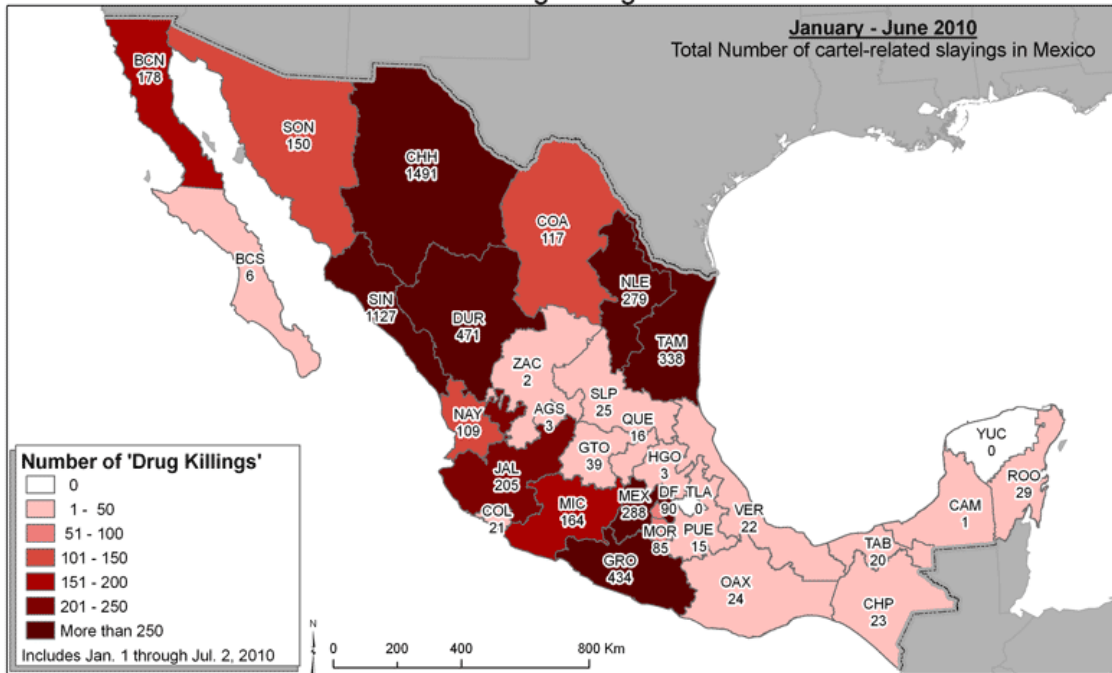 January - June 2010
Total Number of cartel-related slayings in Mexico
BCN
178
SON
150
CHH
1491
COA
117
BCS
6
SIN
1127
DUR
471
NLE
279
TAM
338
ZAC
2
SLP
25
AGS
3
QUE
16
NAY
109
GTO
39
HGO
3
JAL
205
COL
21
MIC
164
MEX
288
DF
90
TLA
0
MOR
85
PUE
15
VER
22
GRO
434
OAX
24
TAB
20
CHP
23
CAM
1
YUC
0
ROO
29
Number of 'Drug Killings'
0
1 - 50
51 - 100
101 - 150
151 - 200
201 - 250
More than 250
Includes Jan. 1 through Jul. 2, 2010
N
0 200 400 800 Km